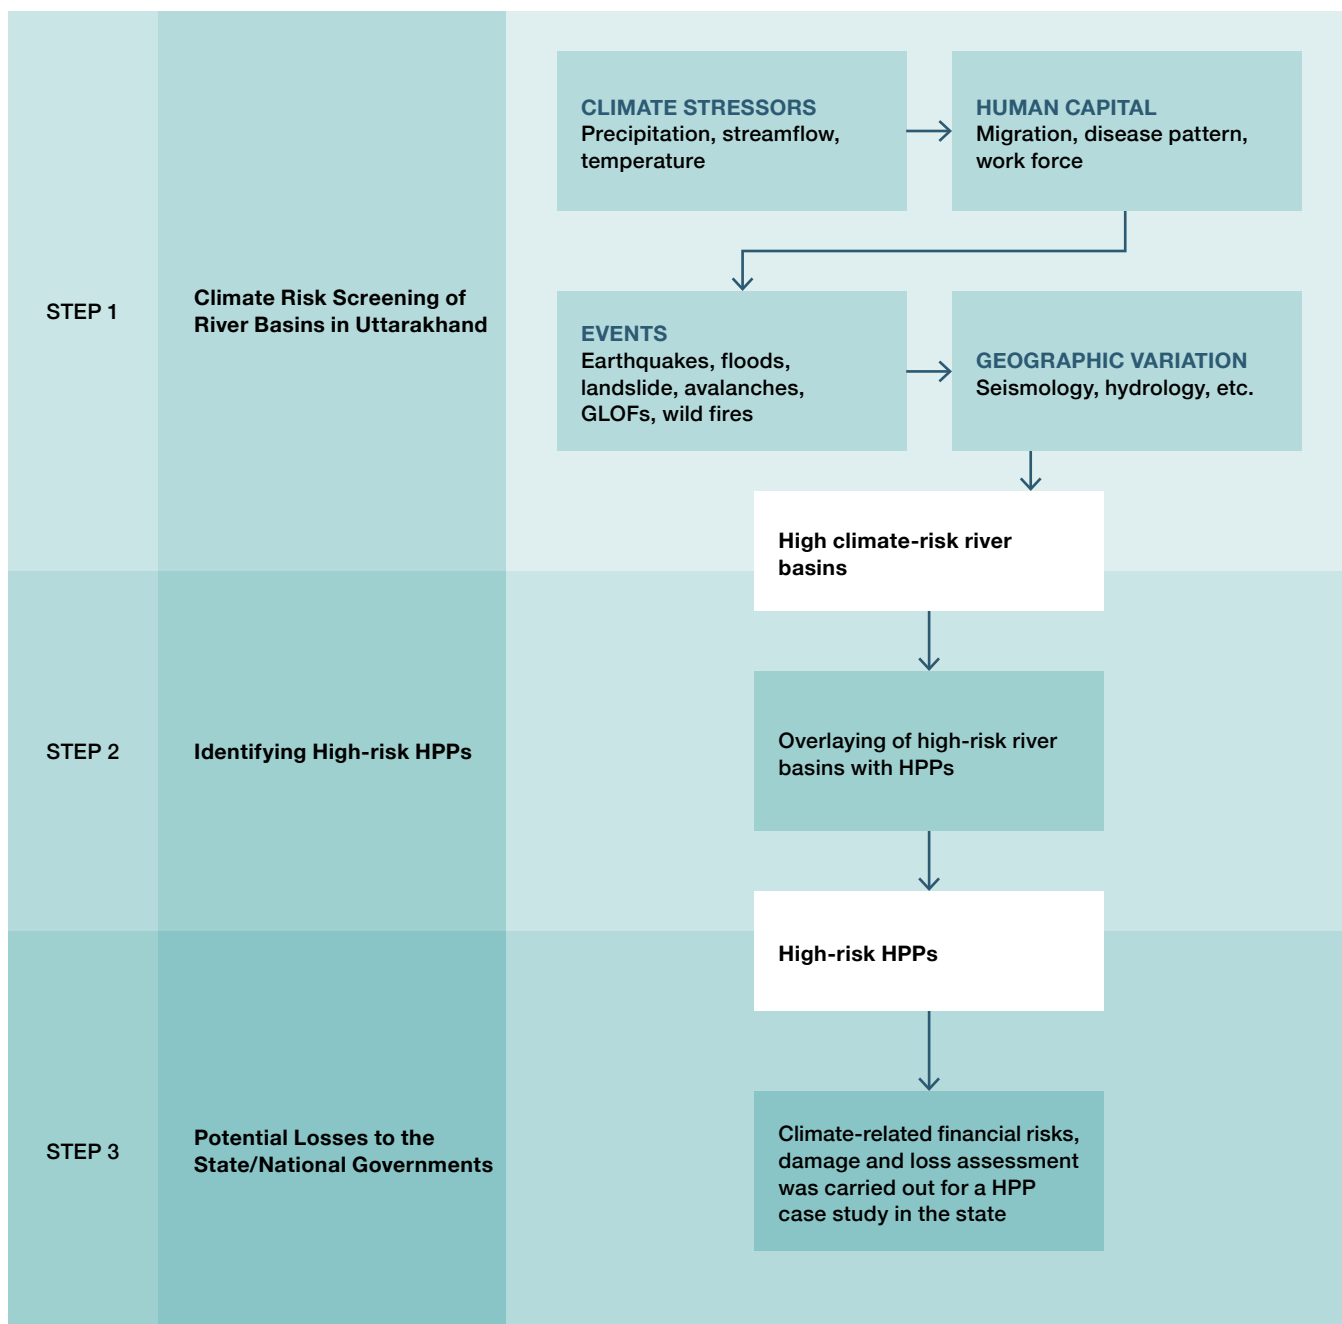 STEP 1
Climate Risk Screening of
River Basins in Uttarakhand
CLIMATE STRESSORS
Precipitation, streamflow,
temperature
HUMAN CAPITAL
Migration, disease pattern,
work force
EVENTS
Earthquakes, floods,
landslide, avalanches,
GLOFs, wild fires
GEOGRAPHIC VARIATION
Seismology, hydrology, etc.
High climate-risk river
basins
STEP 2
Identifying High-risk HPPs
Overlaying of high-risk river
basins with HPPs
High-risk HPPs
STEP 3
Potential Losses to the
State/National Governments
Climate-related financial risks,
damage and loss assessment
was carried out for a HPP
case study in the state